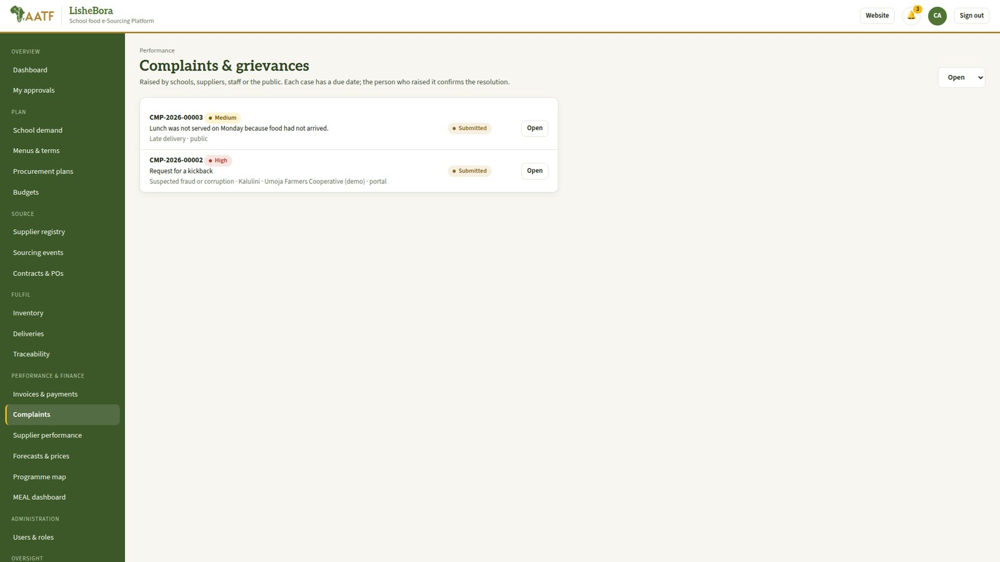 AATF
LisheBora
School food e-Sourcing Platform
Website
3
CA
Sign out
OVERVIEW
Dashboard
My approvals
PLAN
School demand
Menus & terms
Procurement plans
Budgets
SOURCE
Supplier registry
Sourcing events
Contracts & POs
FULFIL
Inventory
Deliveries
Traceability
PERFORMANCE & FINANCE
Invoices & payments
Complaints
Supplier performance
Forecasts & prices
Programme map
MEAL dashboard
ADMINISTRATION
Users & roles
OVERSIGHT
Performance
Complaints & grievances
Raised by schools, suppliers, staff or the public. Each case has a due date; the person who raised it confirms the resolution.
Open
CMP-2026-00003 Medium
Lunch was not served on Monday because food had not arrived.
Late delivery · public
Submitted
Open
CMP-2026-00002 High
Request for a kickback
Suspected fraud or corruption · Kalulini · Umoja Farmers Cooperative (demo) · portal
Submitted
Open